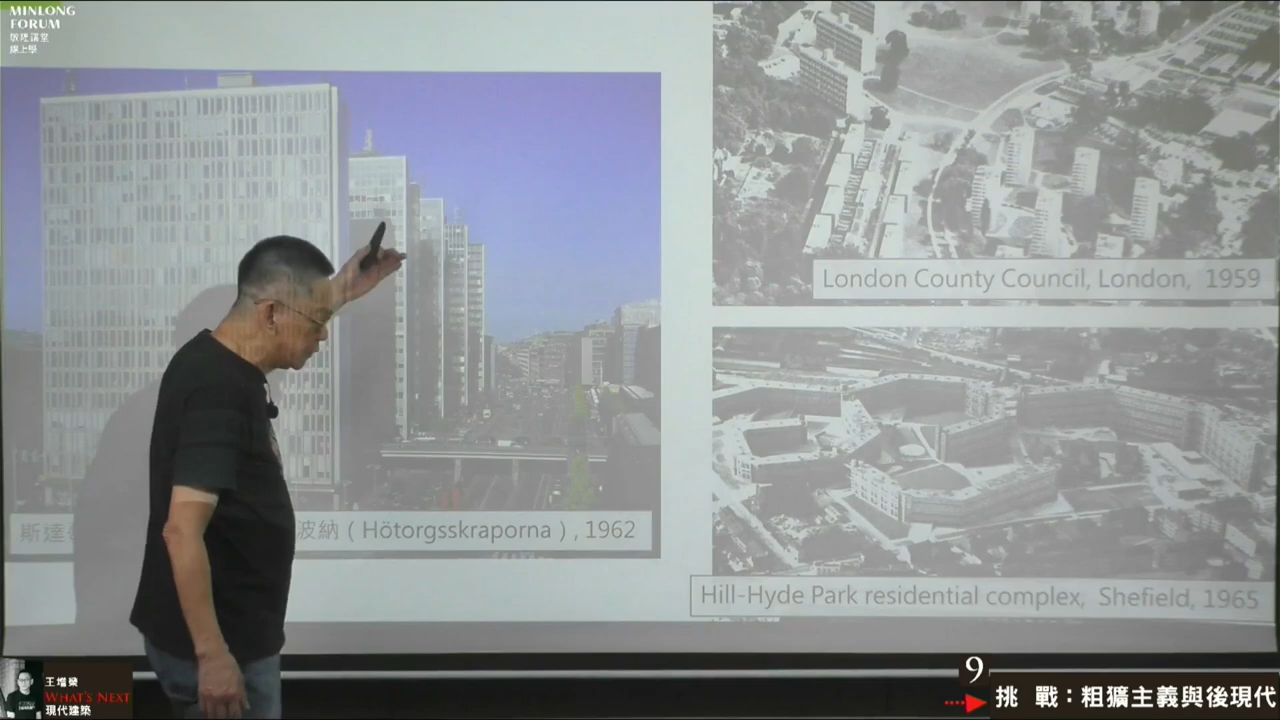 MINLONG
FORUM
敏隆講堂
線上學
London County Council, London, 1959
斯達
波納 ( Hötorgsskraporna ) , 1962
Hill-Hyde Park residential complex, Shefield, 1965
王增榮
WHAT'S NEXT
現代建築
9
挑 戰：粗獷主義與後現代